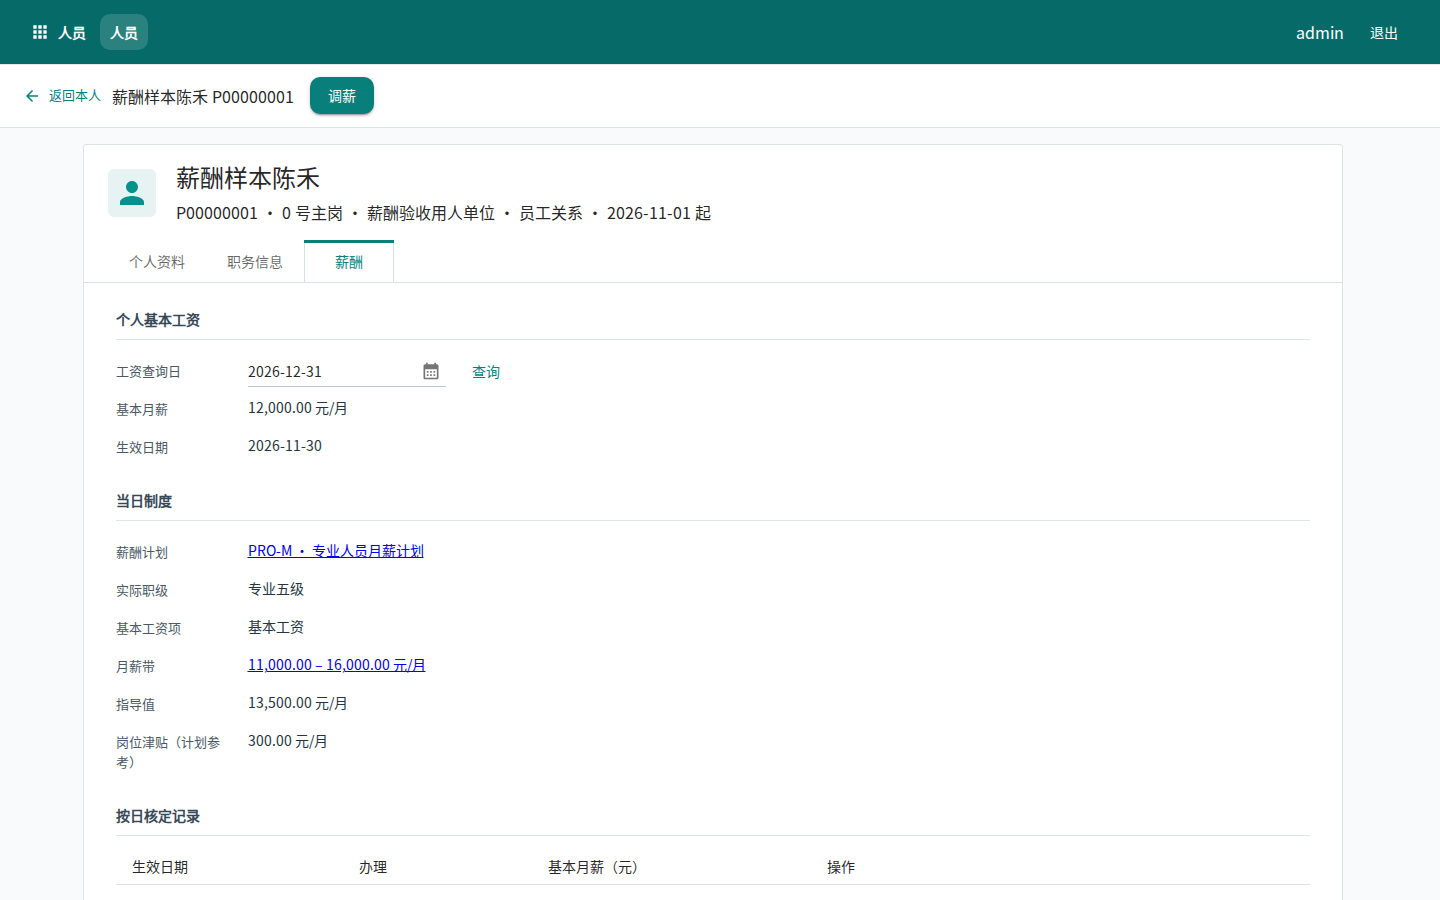 人员 人员 admin 退出
返回本人 薪酬样本陈禾 P00000001 调薪
薪酬样本陈禾
P00000001 • 0 号主岗 • 薪酬验收用人单位 • 员工关系 • 2026-11-01 起
个人资料 职务信息 薪酬
个人基本工资
工资查询日 2026-12-31 查询
基本月薪 12,000.00 元/月
生效日期 2026-11-30
当日制度
薪酬计划 PRO-M • 专业人员月薪计划
实际职级 专业五级
基本工资项 基本工资
月薪带 11,000.00 – 16,000.00 元/月
指导值 13,500.00 元/月
岗位津贴（计划参 300.00 元/月
考）
按日核定记录
生效日期 办理 基本月薪（元） 操作